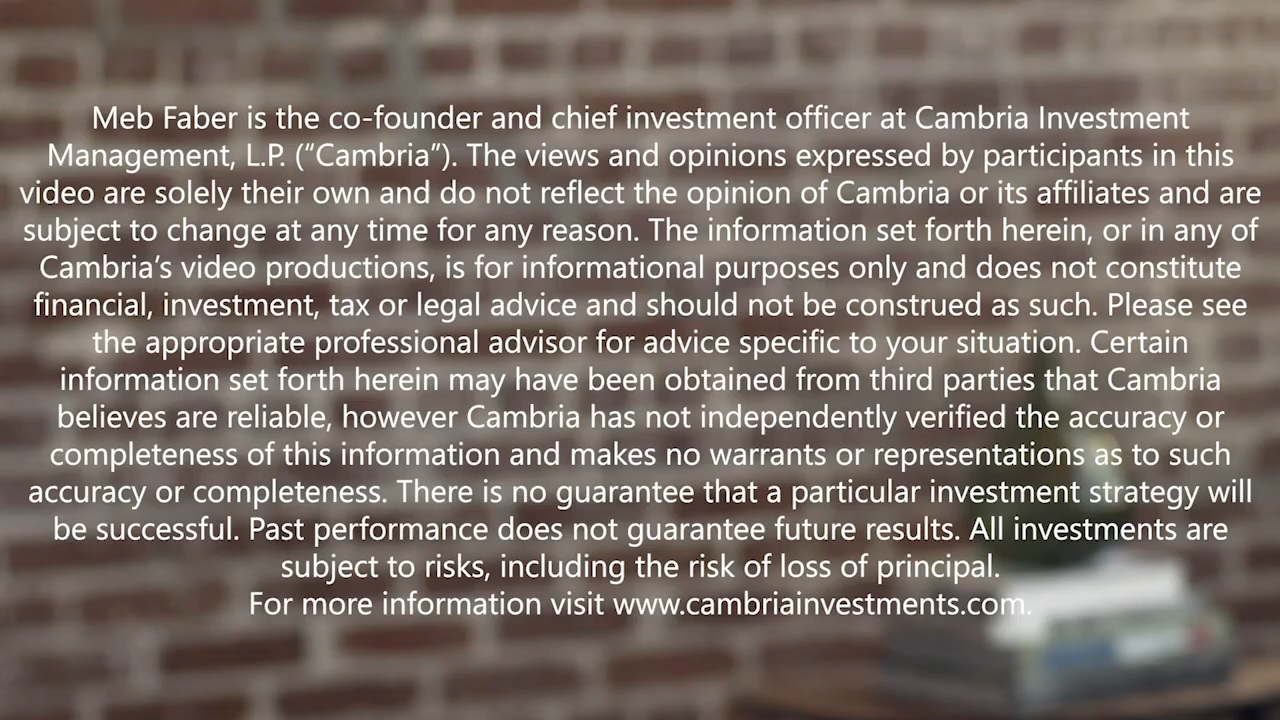 Meb Faber is the co-founder and chief investment officer at Cambria Investment
Management, L.P. (“Cambria”). The views and opinions expressed by participants in this
video are solely their own and do not reflect the opinion of Cambria or its affiliates and are
subject to change at any time for any reason. The information set forth herein, or in any of
Cambria’s video productions, is for informational purposes only and does not constitute
financial, investment, tax or legal advice and should not be construed as such. Please see
the appropriate professional advisor for advice specific to your situation. Certain
information set forth herein may have been obtained from third parties that Cambria
believes are reliable, however Cambria has not independently verified the accuracy or
completeness of this information and makes no warrants or representations as to such
accuracy or completeness. There is no guarantee that a particular investment strategy will
be successful. Past performance does not guarantee future results. All investments are
subject to risks, including the risk of loss of principal.
For more information visit www.cambriainvestments.com.